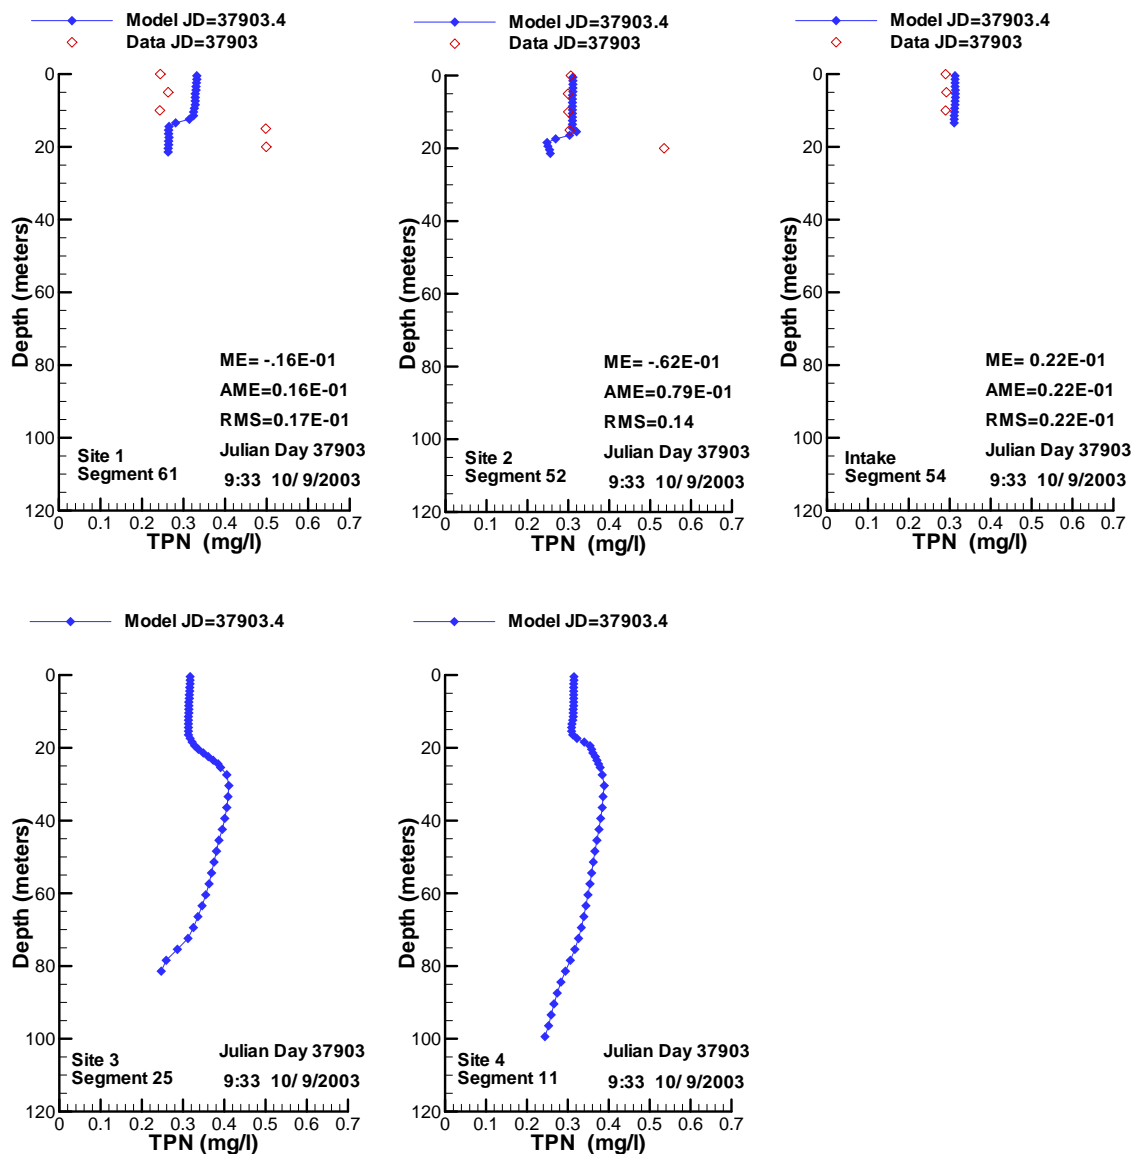 Model JD=37903.4
Data JD=37903
0
20
40
60
80
100
120
Depth (meters)
ME= -.16E-01
AME=0.16E-01
RMS=0.17E-01
Julian Day 37903
9:33 10/ 9/2003
Site 1
Segment 61
0 0.1 0.2 0.3 0.4 0.5 0.6 0.7
TPN (mg/l)
Model JD=37903.4
Data JD=37903
0
20
40
60
80
100
120
Depth (meters)
ME= -.62E-01
AME=0.79E-01
RMS=0.14
Julian Day 37903
9:33 10/ 9/2003
Site 2
Segment 52
0 0.1 0.2 0.3 0.4 0.5 0.6 0.7
TPN (mg/l)
Model JD=37903.4
Data JD=37903
0
20
40
60
80
100
120
Depth (meters)
ME= 0.22E-01
AME=0.22E-01
RMS=0.22E-01
Julian Day 37903
9:33 10/ 9/2003
Intake
Segment 54
0 0.1 0.2 0.3 0.4 0.5 0.6 0.7
TPN (mg/l)
Model JD=37903.4
0
20
40
60
80
100
120
Depth (meters)
Julian Day 37903
9:33 10/ 9/2003
Site 3
Segment 25
0 0.1 0.2 0.3 0.4 0.5 0.6 0.7
TPN (mg/l)
Model JD=37903.4
0
20
40
60
80
100
120
Depth (meters)
Julian Day 37903
9:33 10/ 9/2003
Site 4
Segment 11
0 0.1 0.2 0.3 0.4 0.5 0.6 0.7
TPN (mg/l)